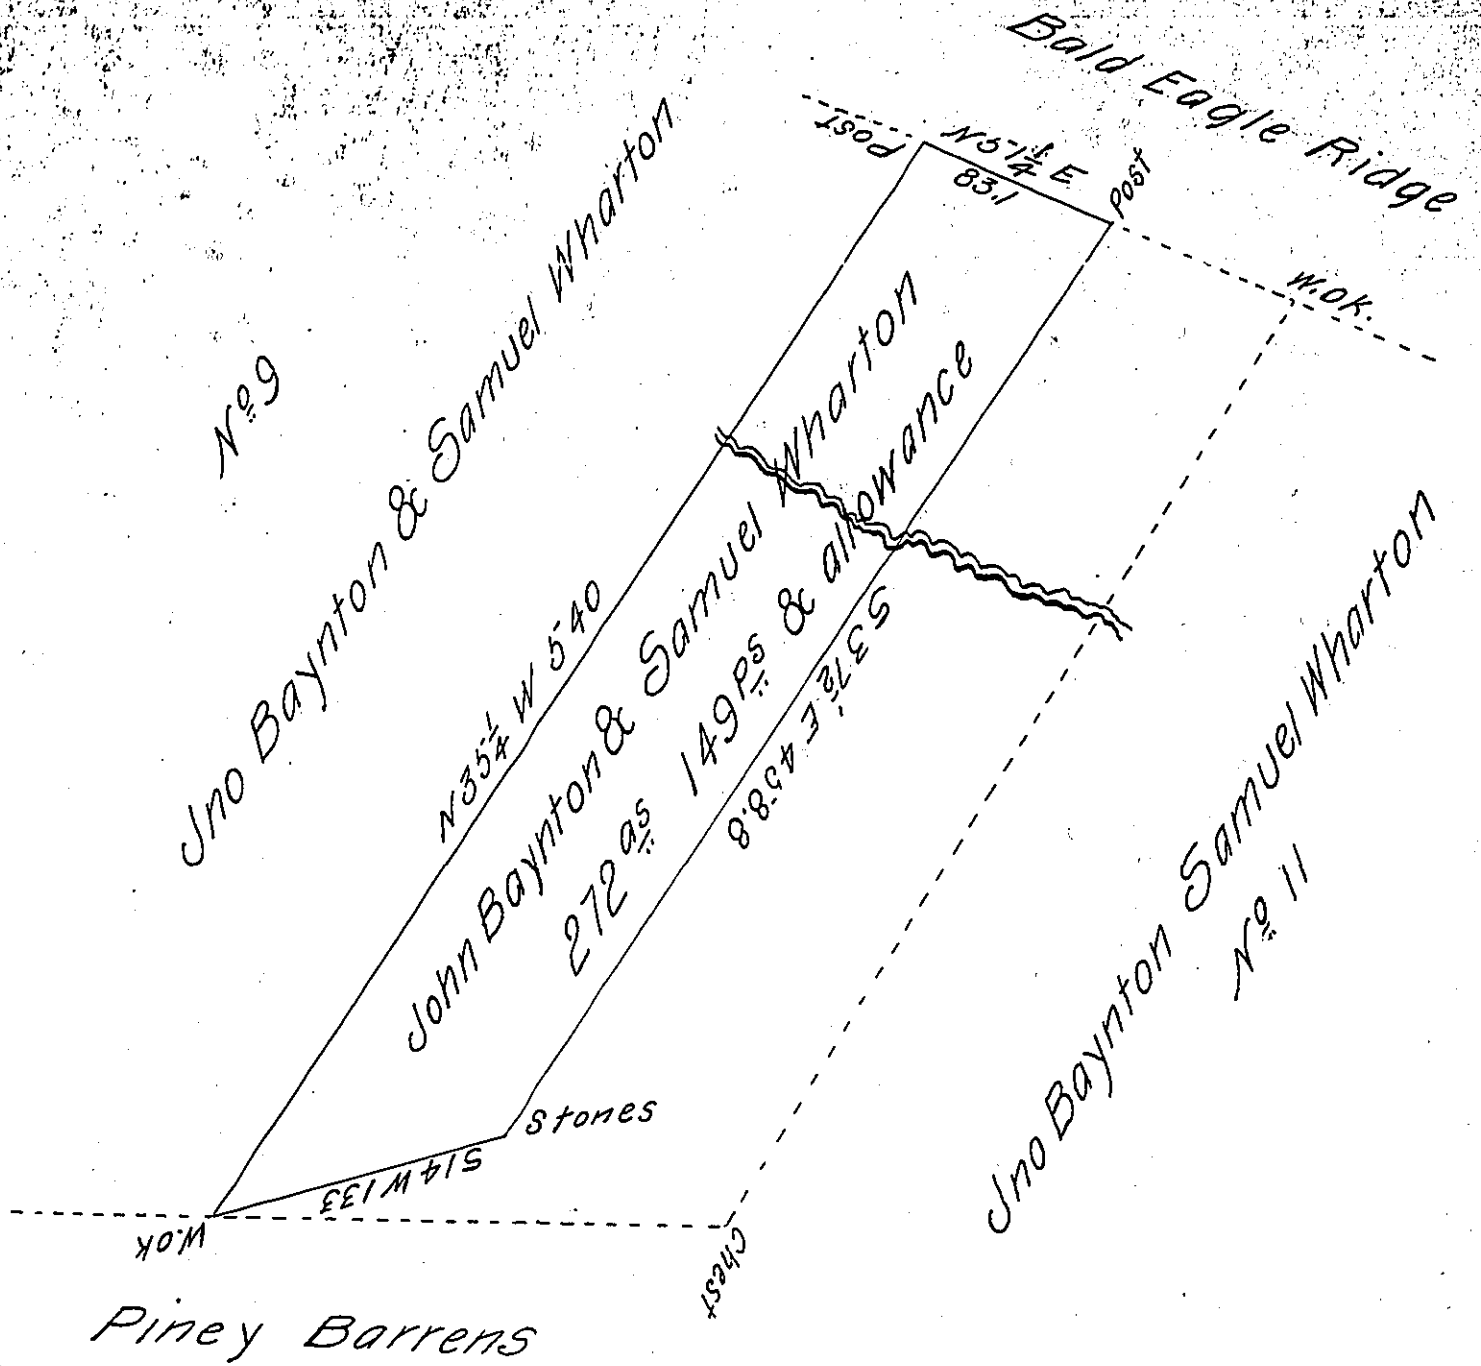 Bald Eagle Ridge
Post
N 57¼ E
83.1
Post
W.OK.
Nº 9
Jno Baynton & Samuel Wharton
N 35¼ W 540
John Baynton & Samuel Wharton
272 as 149 Ps & allowance
S 37½ E 458.8
Jno Baynton Samuel Wharton
Nº 11
Stones
S 14 W 133
W.OK
Chest
Piney Barrens